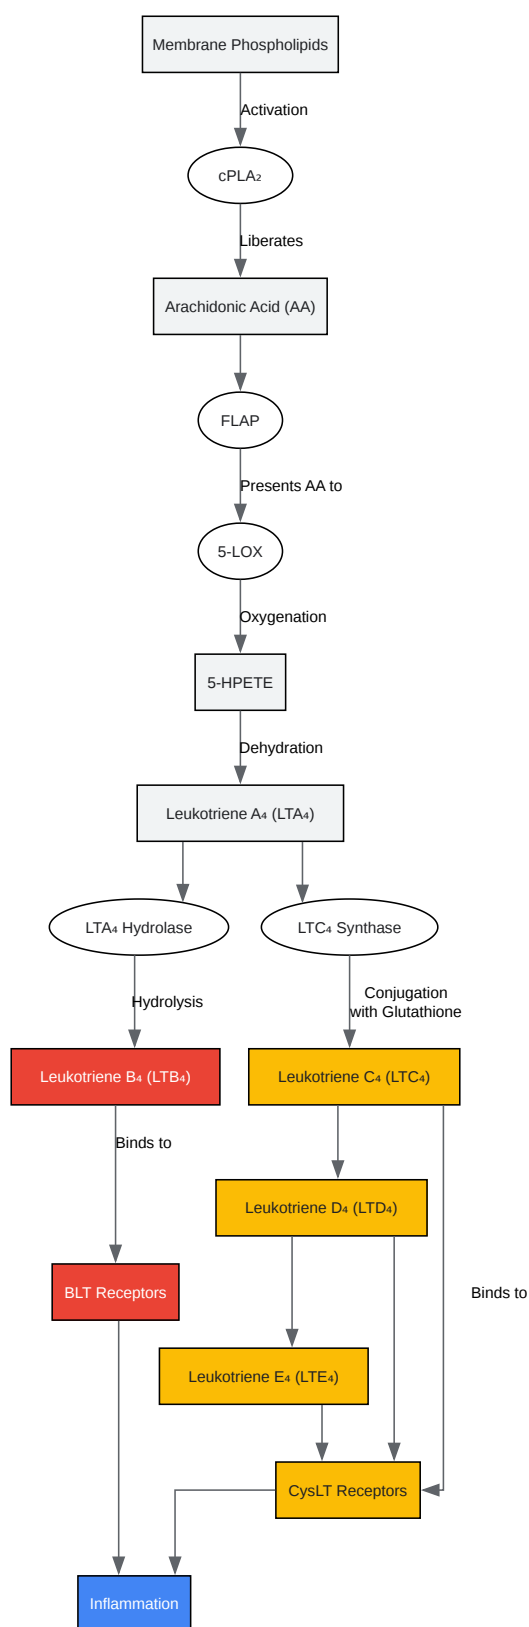 Membrane Phospholipids
Activation
cPLA₂
Liberates
Arachidonic Acid (AA)
FLAP
Presents AA to
5-LOX
Oxygenation
5-HPETE
Dehydration
Leukotriene A₄ (LTA₄)
LTA₄ Hydrolase
LTC₄ Synthase
Hydrolysis
Conjugation
with Glutathione
Leukotriene B₄ (LTB₄)
Leukotriene C₄ (LTC₄)
Binds to
Leukotriene D₄ (LTD₄)
BLT Receptors
Binds to
Leukotriene E₄ (LTE₄)
CysLT Receptors
Inflammation